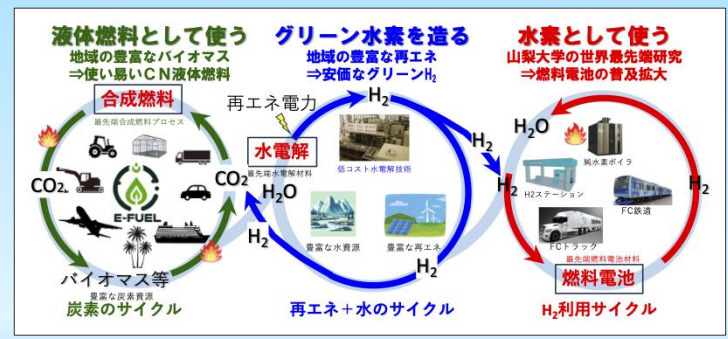 液体燃料として使う
地域の豊富なバイオマス
⇒使い易いＣＮ液体燃料
合成燃料
最先端合成燃料プロセス
CO₂
E-FUEL
CO₂
バイオマス等
豊富な炭素資源
炭素のサイクル
グリーン水素を造る
地域の豊富な再エネ
⇒安価なグリーンH₂
再エネ電力
H₂
水電解
最先端水電解材料
低コスト水電解技術
H₂O
H₂
豊富な水資源
豊富な再エネ
H₂
H₂
再エネ＋水のサイクル
水素として使う
山梨大学の世界最先端研究
⇒燃料電池の普及拡大
H₂O
純水素ボイラ
H₂
H₂
H2ステーション
FC鉄道
FCトラック
最先端燃料電池材料
燃料電池
H₂利用サイクル